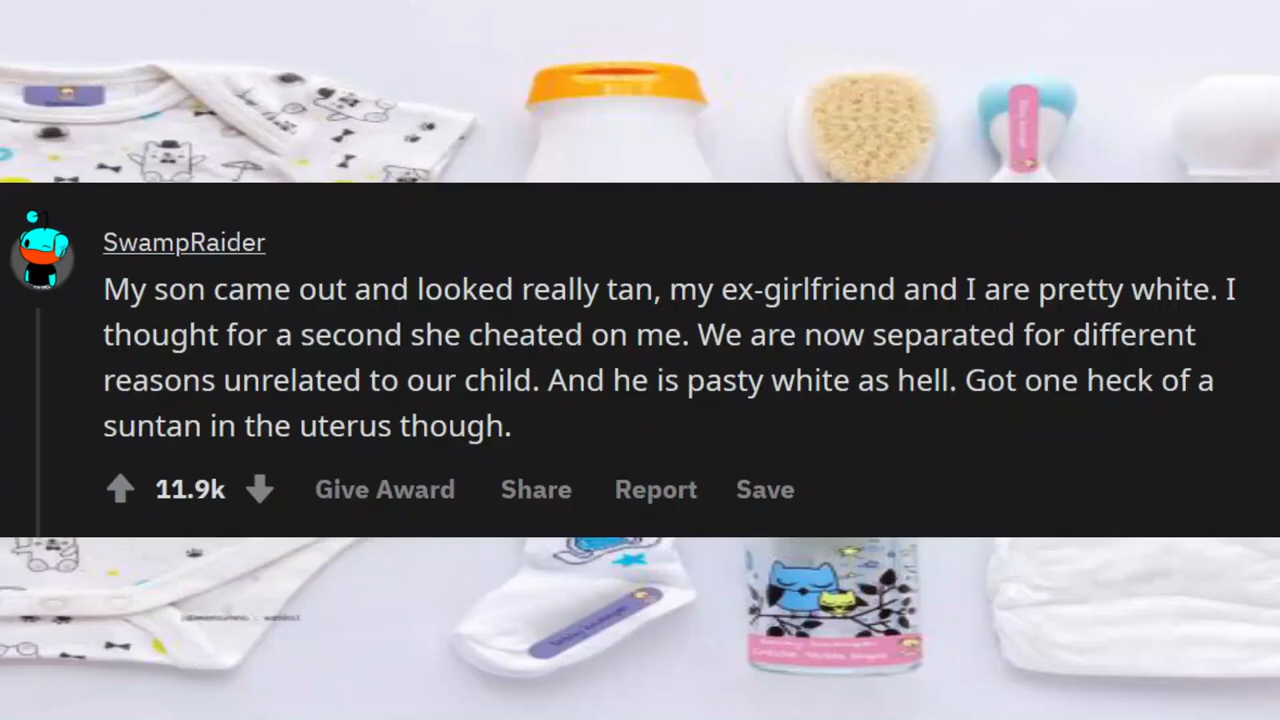 SwampRaider
My son came out and looked really tan, my ex-girlfriend and I are pretty white. I
thought for a second she cheated on me. We are now separated for different
reasons unrelated to our child. And he is pasty white as hell. Got one heck of a
suntan in the uterus though.
11.9k Give Award Share Report Save